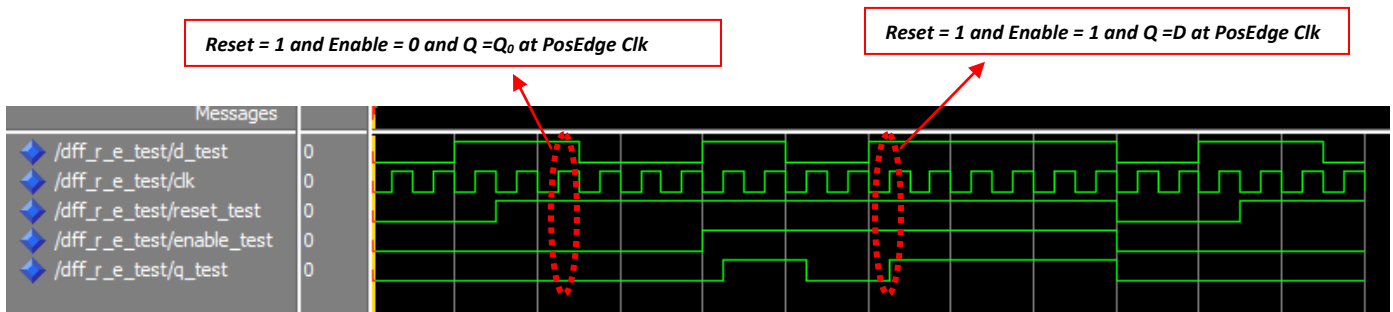 Reset = 1 and Enable = 0 and Q =Q₀ at PosEdge Clk
Reset = 1 and Enable = 1 and Q =D at PosEdge Clk
Messages
/dff_r_e_test/d_test 0
/dff_r_e_test/clk 0
/dff_r_e_test/reset_test 0
/dff_r_e_test/enable_test 0
/dff_r_e_test/q_test 0